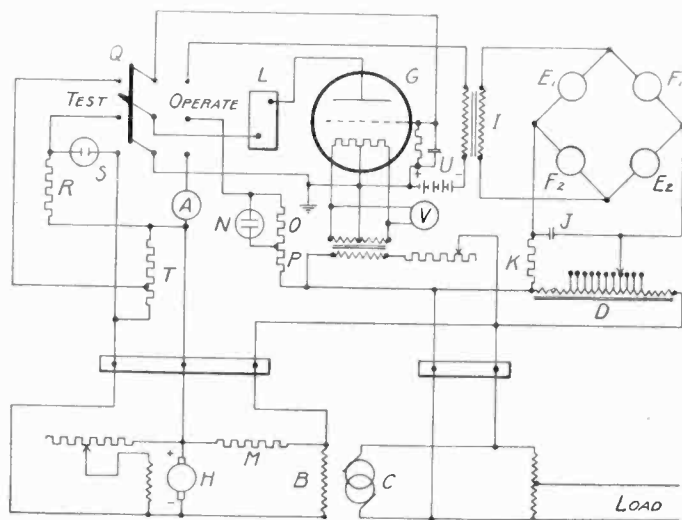 Q
L
G
TEST
OPERATE
I
E1
F1
S
R
A
U
+
-
F2
E2
N
O
V
J
T
P
K
D
+
M
H
B
C
-
LOAD